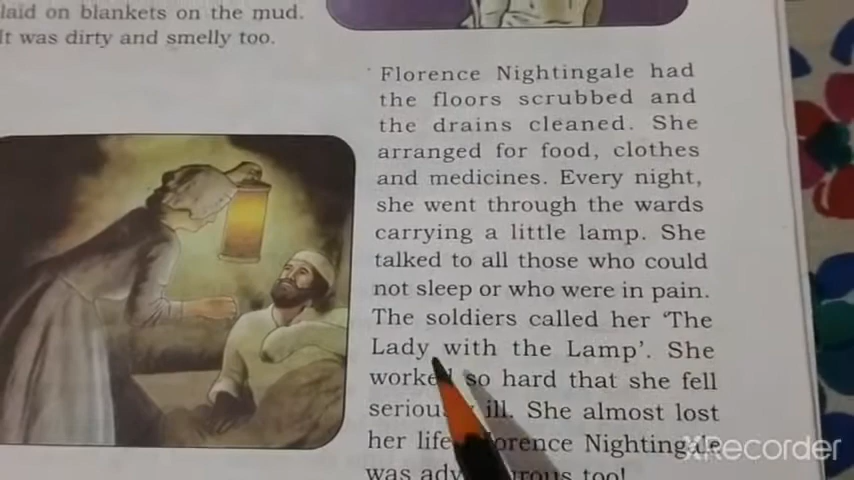 laid on blankets on the mud.
It was dirty and smelly too.
Florence Nightingale had
the floors scrubbed and
the drains cleaned. She
arranged for food, clothes
and medicines. Every night,
she went through the wards
carrying a little lamp. She
talked to all those who could
not sleep or who were in pain.
The soldiers called her ‘The
Lady with the Lamp’. She
worked so hard that she fell
ill. She almost lost
her life. Florence Nightingale
was too!
XRecorder